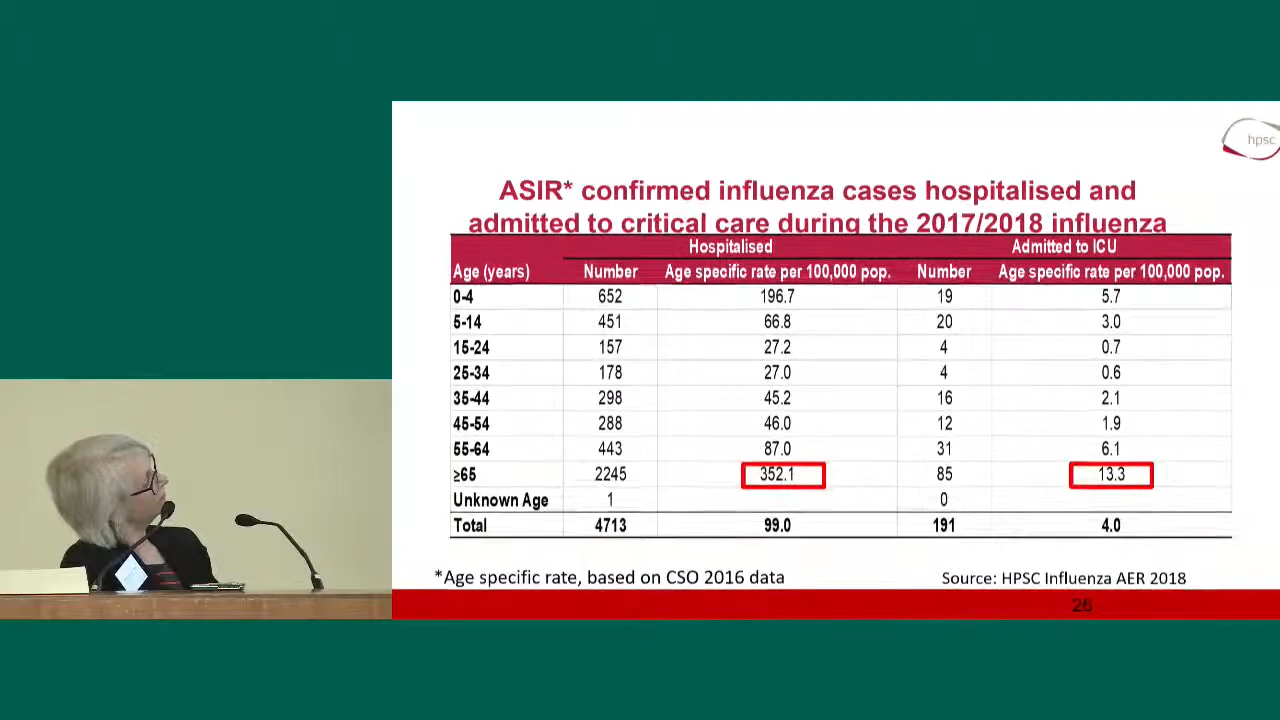 hpsc
ASIR* confirmed influenza cases hospitalised and
admitted to critical care during the 2017/2018 influenza
Hospitalised Admitted to ICU
Age (years) Number Age specific rate per 100,000 pop. Number Age specific rate per 100,000 pop.
0-4 652 196.7 19 5.7
5-14 451 66.8 20 3.0
15-24 157 27.2 4 0.7
25-34 178 27.0 4 0.6
35-44 298 45.2 16 2.1
45-54 288 46.0 12 1.9
55-64 443 87.0 31 6.1
≥65 2245 352.1 85 13.3
Unknown Age 1 0
Total 4713 99.0 191 4.0
*Age specific rate, based on CSO 2016 data Source: HPSC Influenza AER 2018
26